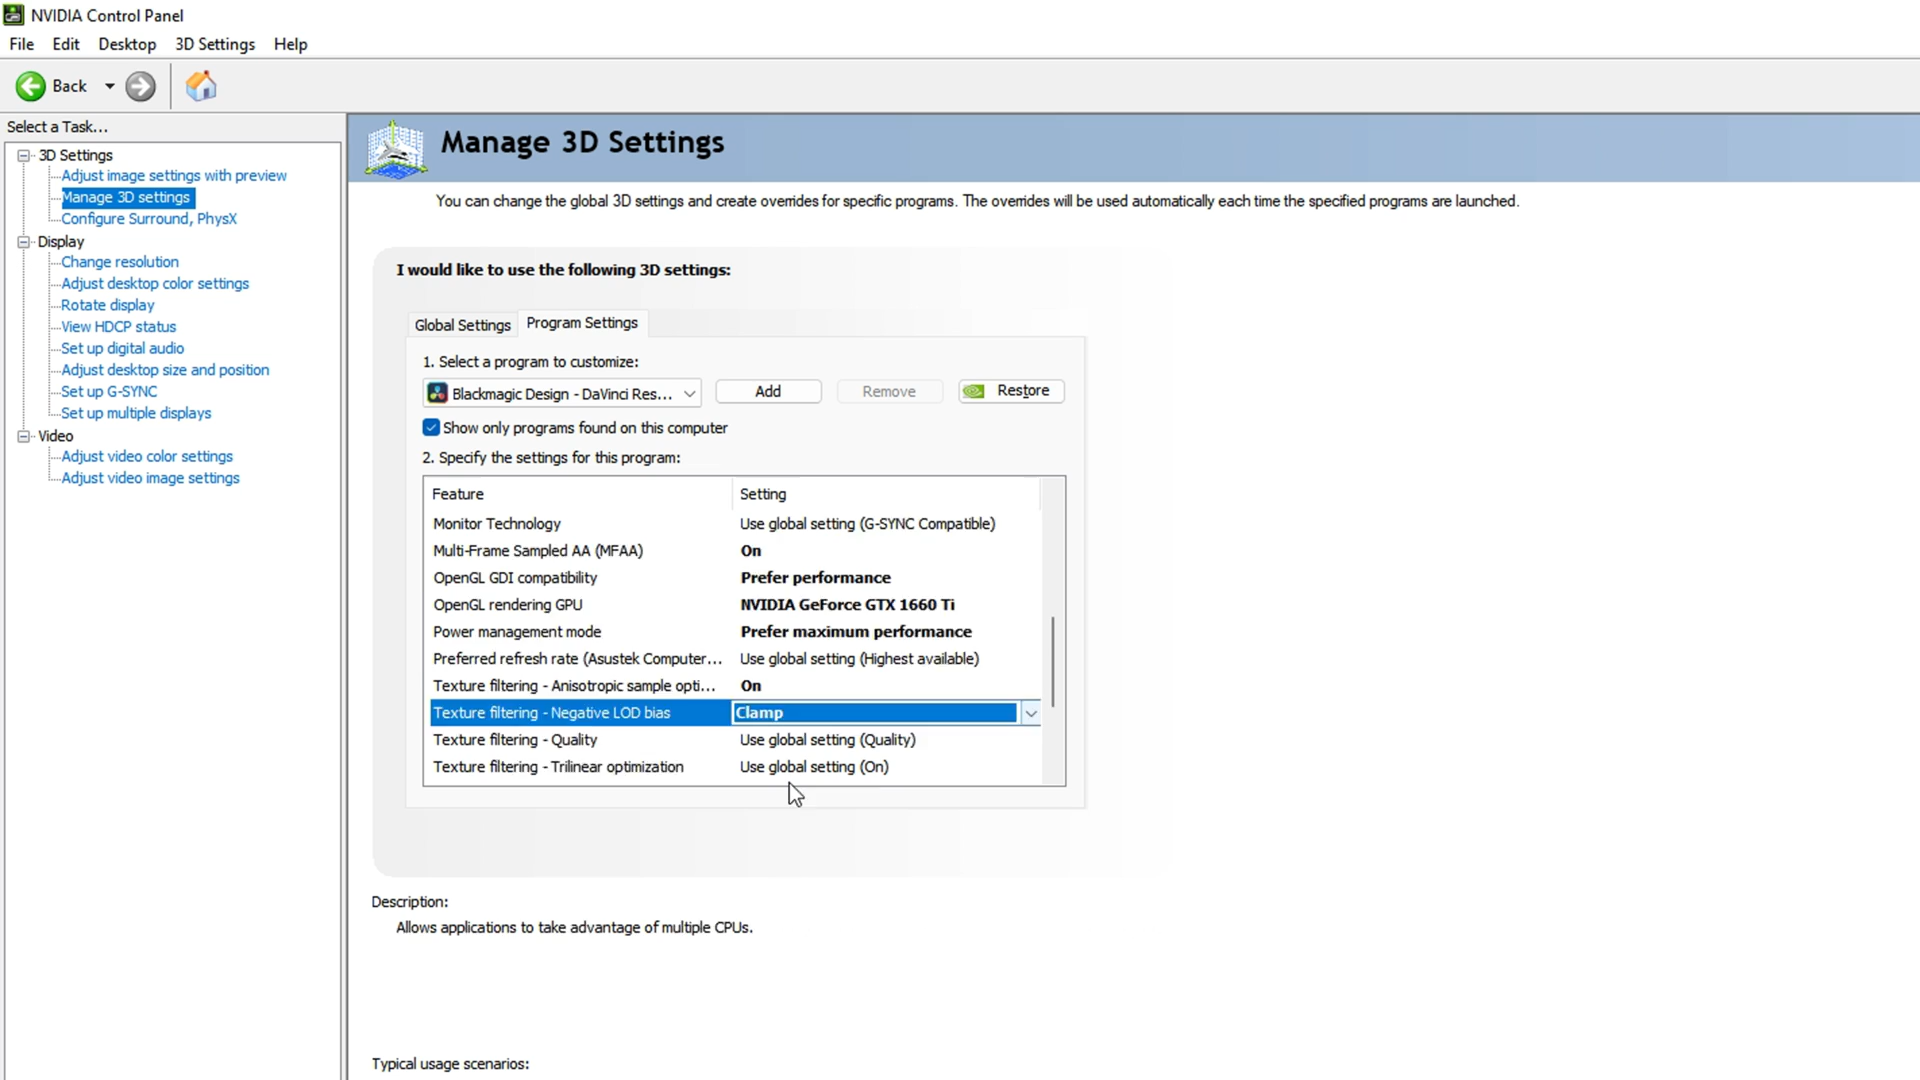 NVIDIA Control Panel
File Edit Desktop 3D Settings Help
Back
Select a Task...
3D Settings
Adjust image settings with preview
Manage 3D settings
Configure Surround, PhysX
Display
Change resolution
Adjust desktop color settings
Rotate display
View HDCP status
Set up digital audio
Adjust desktop size and position
Set up G-SYNC
Set up multiple displays
Video
Adjust video color settings
Adjust video image settings
Manage 3D Settings
You can change the global 3D settings and create overrides for specific programs. The overrides will be used automatically each time the specified programs are launched.
I would like to use the following 3D settings:
Global Settings Program Settings
1. Select a program to customize:
Blackmagic Design - DaVinci Res... Add Remove Restore
Show only programs found on this computer
2. Specify the settings for this program:
Feature Setting
Monitor Technology Use global setting (G-SYNC Compatible)
Multi-Frame Sampled AA (MFAA) On
OpenGL GDI compatibility Prefer performance
OpenGL rendering GPU NVIDIA GeForce GTX 1660 Ti
Power management mode Prefer maximum performance
Preferred refresh rate (Asustek Computer... Use global setting (Highest available)
Texture filtering - Anisotropic sample opti... On
Texture filtering - Negative LOD bias Clamp
Texture filtering - Quality Use global setting (Quality)
Texture filtering - Trilinear optimization Use global setting (On)
Description:
Allows applications to take advantage of multiple CPUs.
Typical usage scenarios: